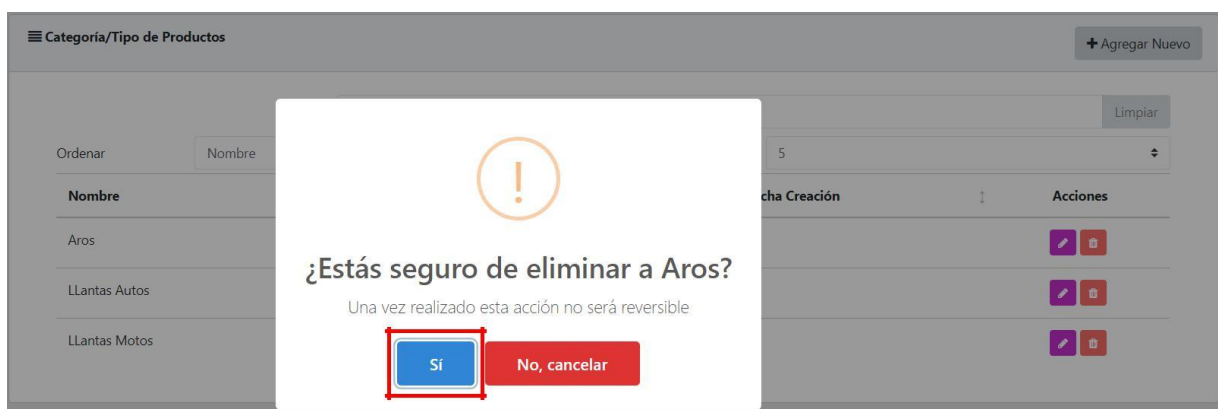 Categoría/Tipo de Productos
+ Agregar Nuevo
Limpiar
Ordenar Nombre 5
Nombre cha Creación Acciones
Aros
LLantas Autos
LLantas Motos
!
¿Estás seguro de eliminar a Aros?
Una vez realizado esta acción no será reversible
Sí No, cancelar